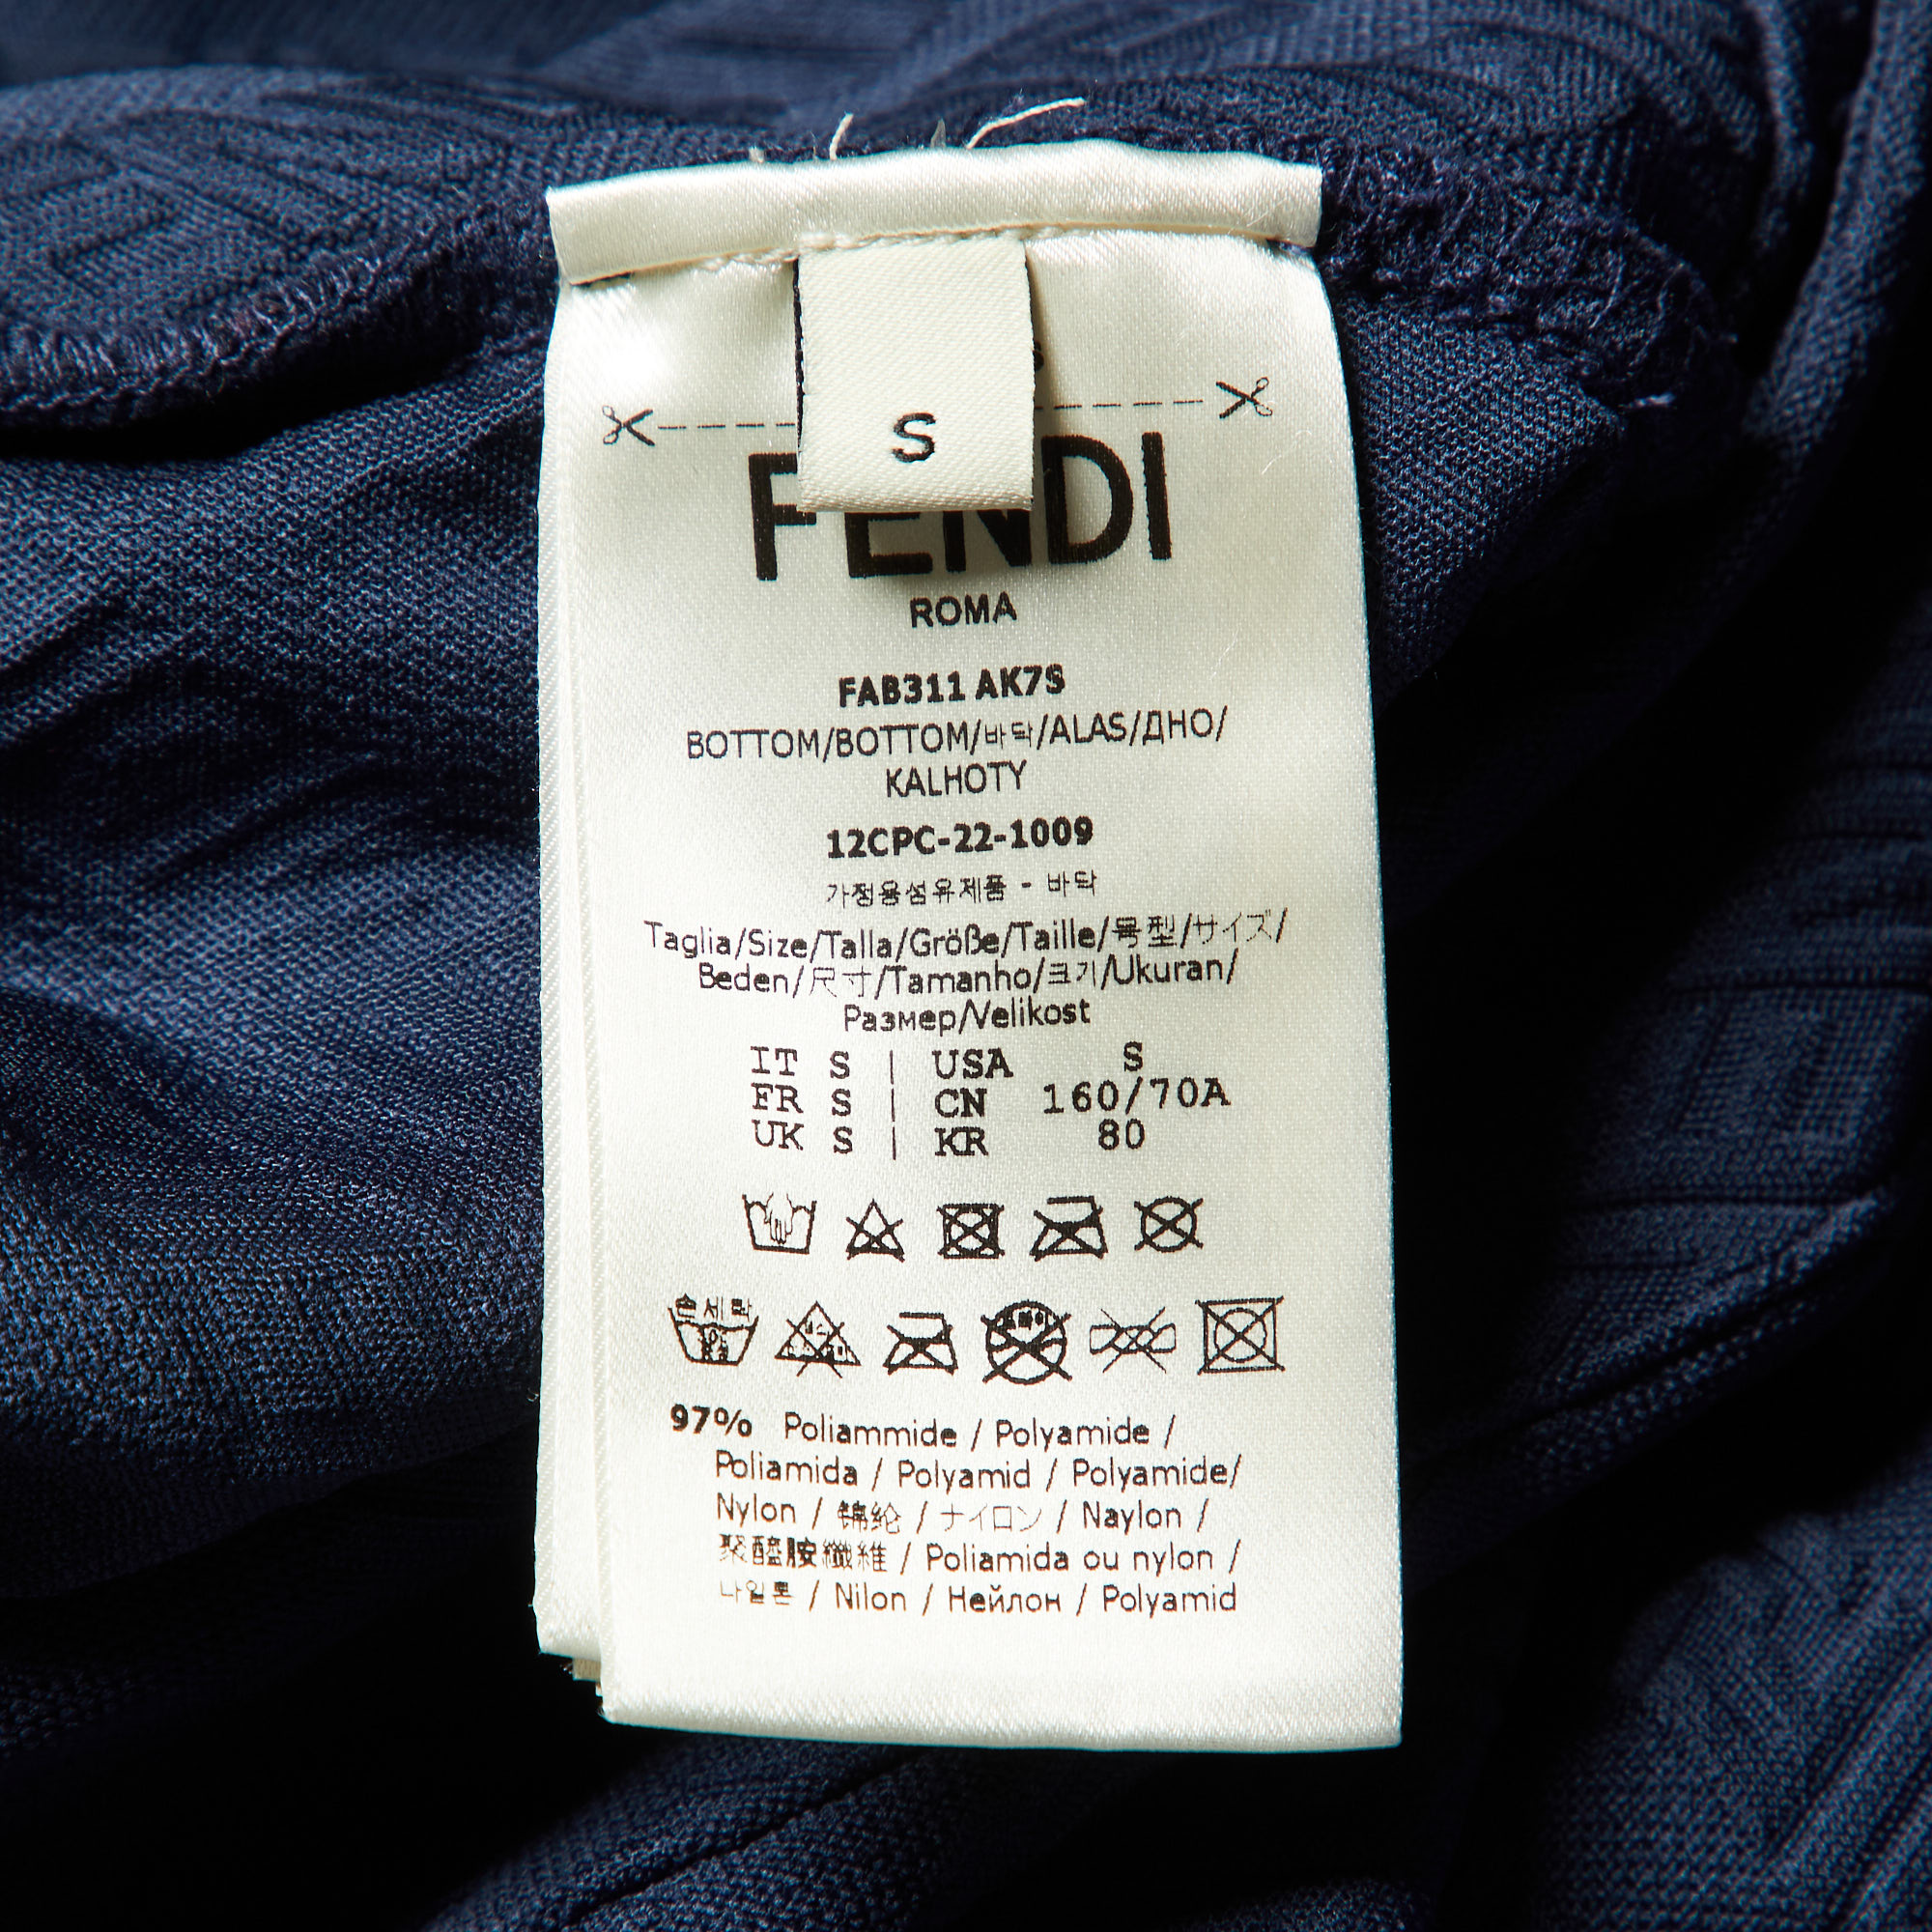 S
FENDI
ROMA
FAB311 AK7S
BOTTOM/BOTTOM/바닥/ALAS/ДНО/
KALHOTY
12CPC-22-1009
가정용섬유제품 - 바닥
Taglia/Size/Talla/Größe/Taille/号型/サイズ/
Beden/尺寸/Tamanho/크기/Ukuran/
Размер/Velikost
IT S | USA S
FR S | CN 160/70A
UK S | KR 80
손세탁
97% Poliammide / Polyamide /
Poliamida / Polyamid / Polyamide/
Nylon / 锦纶 / ナイロン / Naylon /
聚醯胺纖維 / Poliamida ou nylon /
나일론 / Nilon / Нейлон / Polyamid